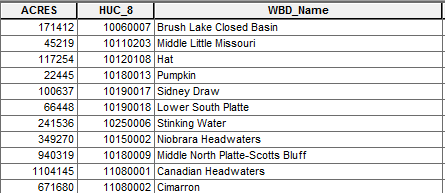 ACRES HUC_8 WBD_Name
171412 10060007 Brush Lake Closed Basin
45219 10110203 Middle Little Missouri
117254 10120108 Hat
22445 10180013 Pumpkin
100637 10190017 Sidney Draw
66448 10190018 Lower South Platte
241536 10250006 Stinking Water
349270 10150002 Niobrara Headwaters
940319 10180009 Middle North Platte-Scotts Bluff
1104145 11080001 Canadian Headwaters
671680 11080002 Cimarron